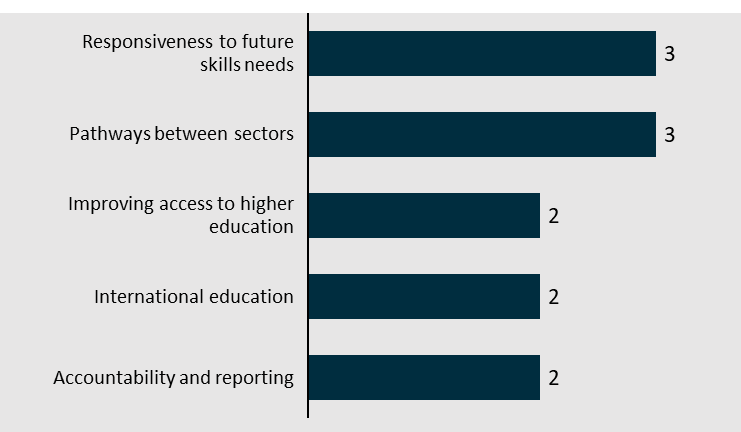 Responsiveness to future
skills needs
3
Pathways between sectors
3
Improving access to higher
education
2
International education
2
Accountability and reporting
2